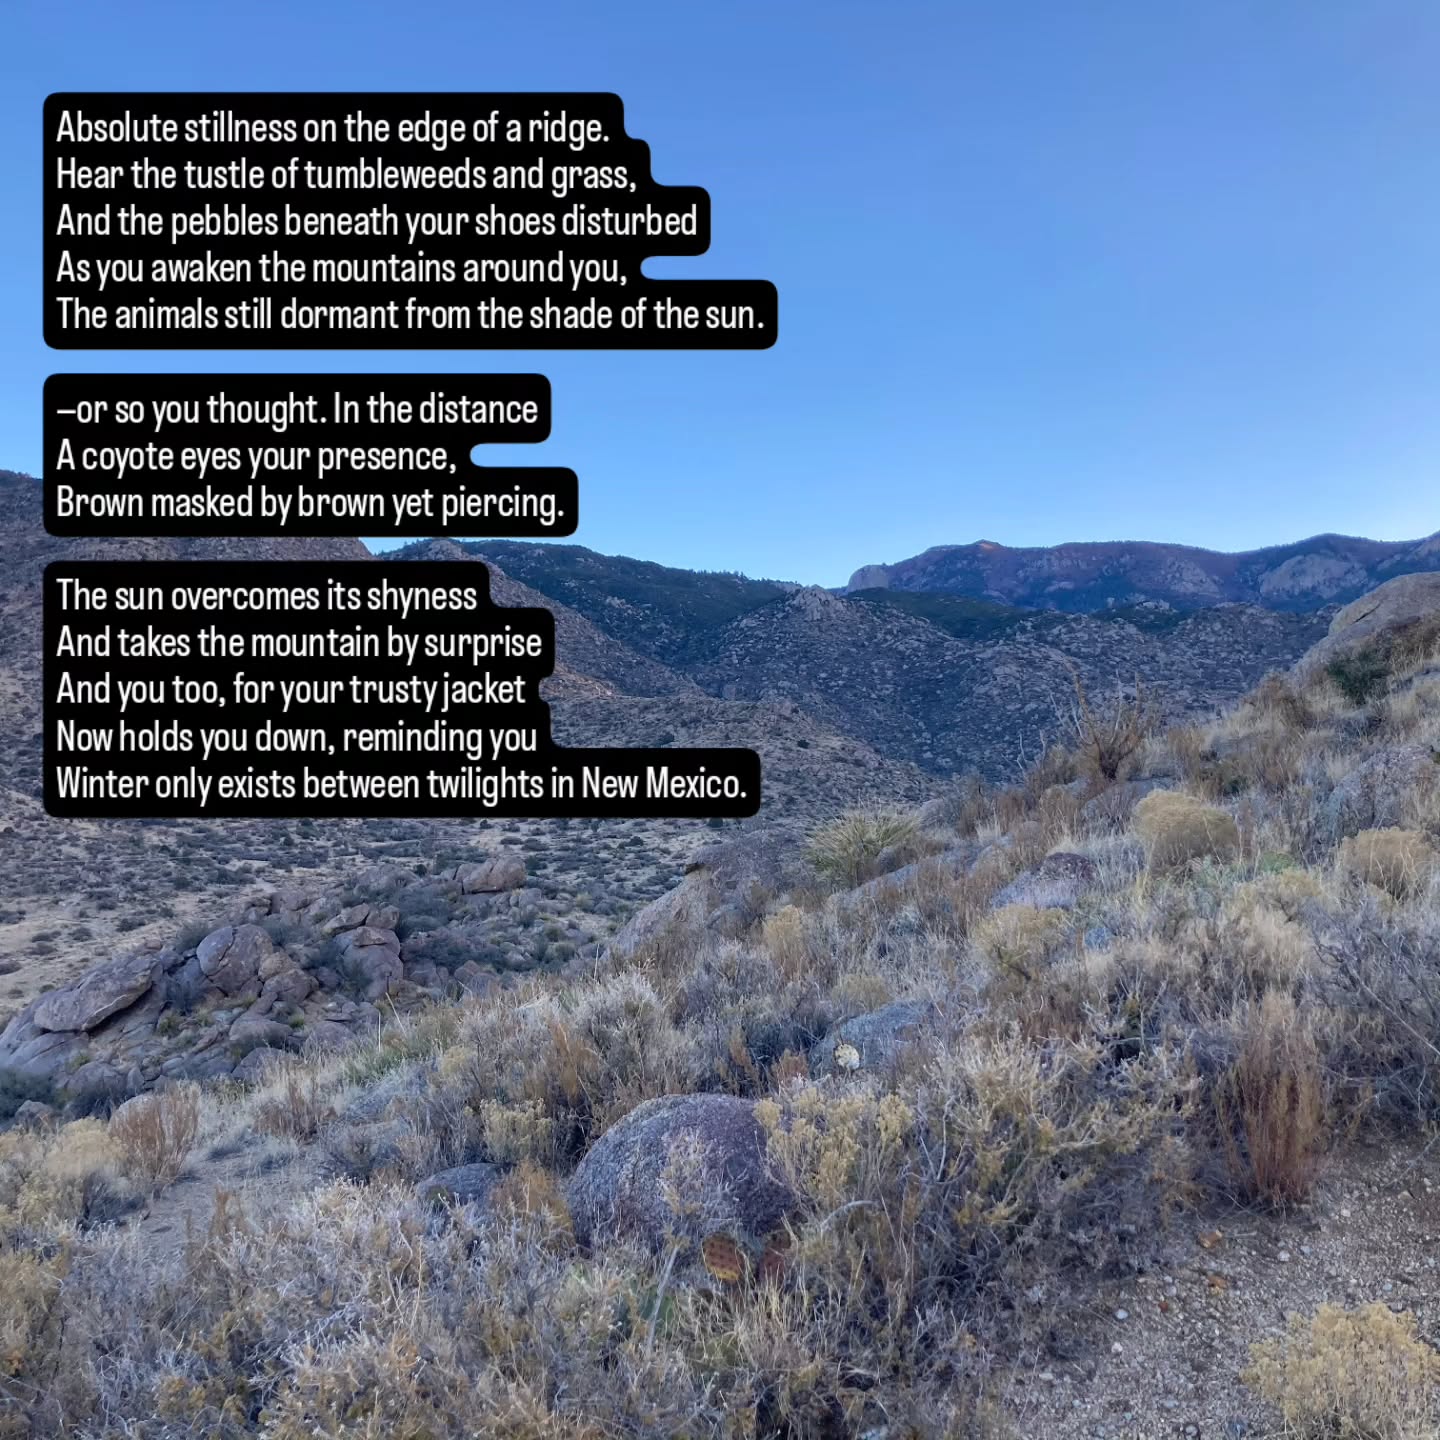 Absolute stillness on the edge of a ridge.
Hear the tustle of tumbleweeds and grass,
And the pebbles beneath your shoes disturbed
As you awaken the mountains around you,
The animals still dormant from the shade of the sun.
–or so you thought. In the distance
A coyote eyes your presence,
Brown masked by brown yet piercing.
The sun overcomes its shyness
And takes the mountain by surprise
And you too, for your trusty jacket
Now holds you down, reminding you
Winter only exists between twilights in New Mexico.